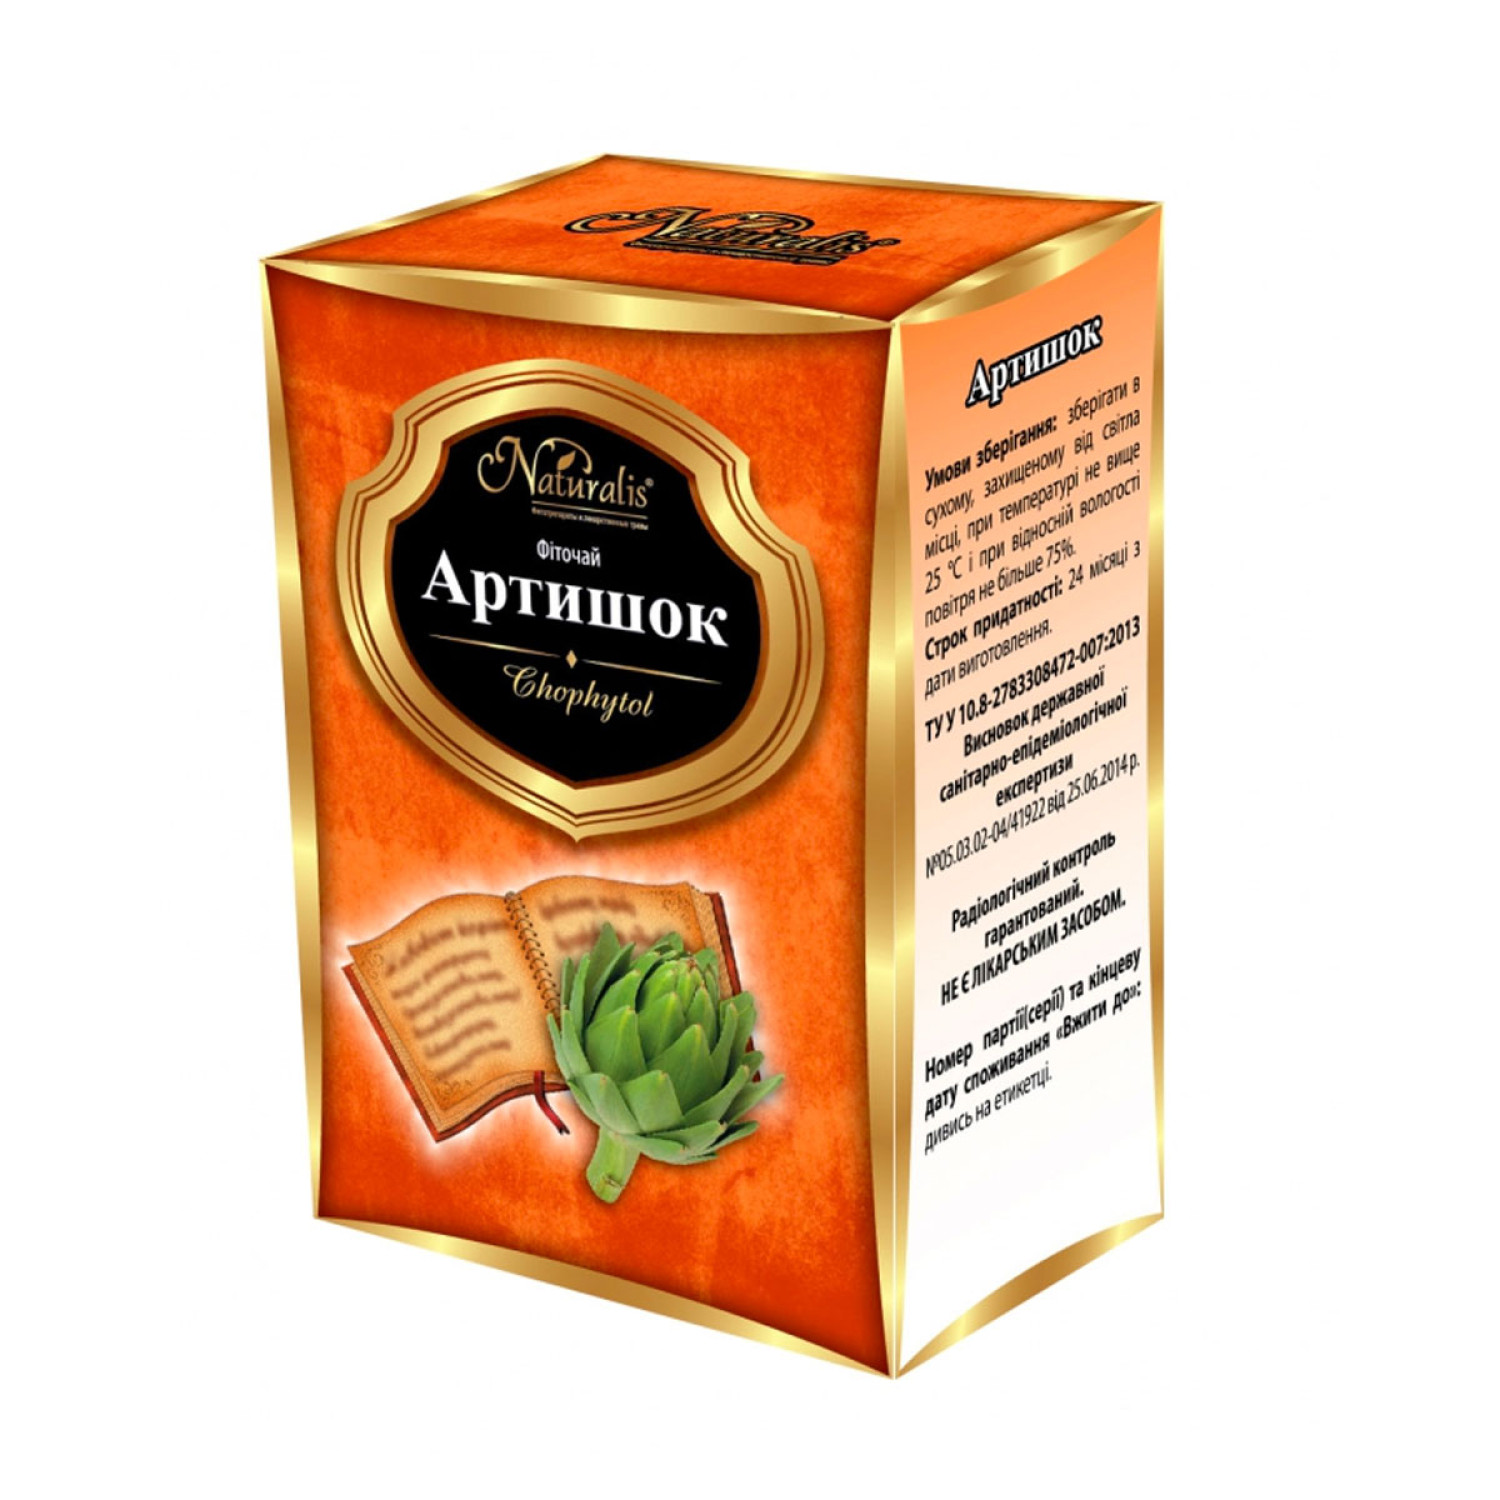 Naturalis®
Naturalis®
Фитопрепараты и лекарственные травы
Фіточай
Артишок
Chophytol
Артишок
Умови зберігання: зберігати в
сухому, захищеному від світла
місці, при температурі не вище
25 °С і при відносній вологості
повітря не більше 75%.
Строк придатності: 24 місяці з
дати виготовлення.
ТУ У 10.8-2783308472-007:2013
Висновок державної
санітарно-епідеміологічної
експертизи
№05.03.02-04/41922 від 25.06.2014 р.
Радіологічний контроль
гарантований.
НЕ Є ЛІКАРСЬКИМ ЗАСОБОМ.
Номер партії(серії) та кінцеву
дату споживання «Вжити до»:
дивись на етикетці.